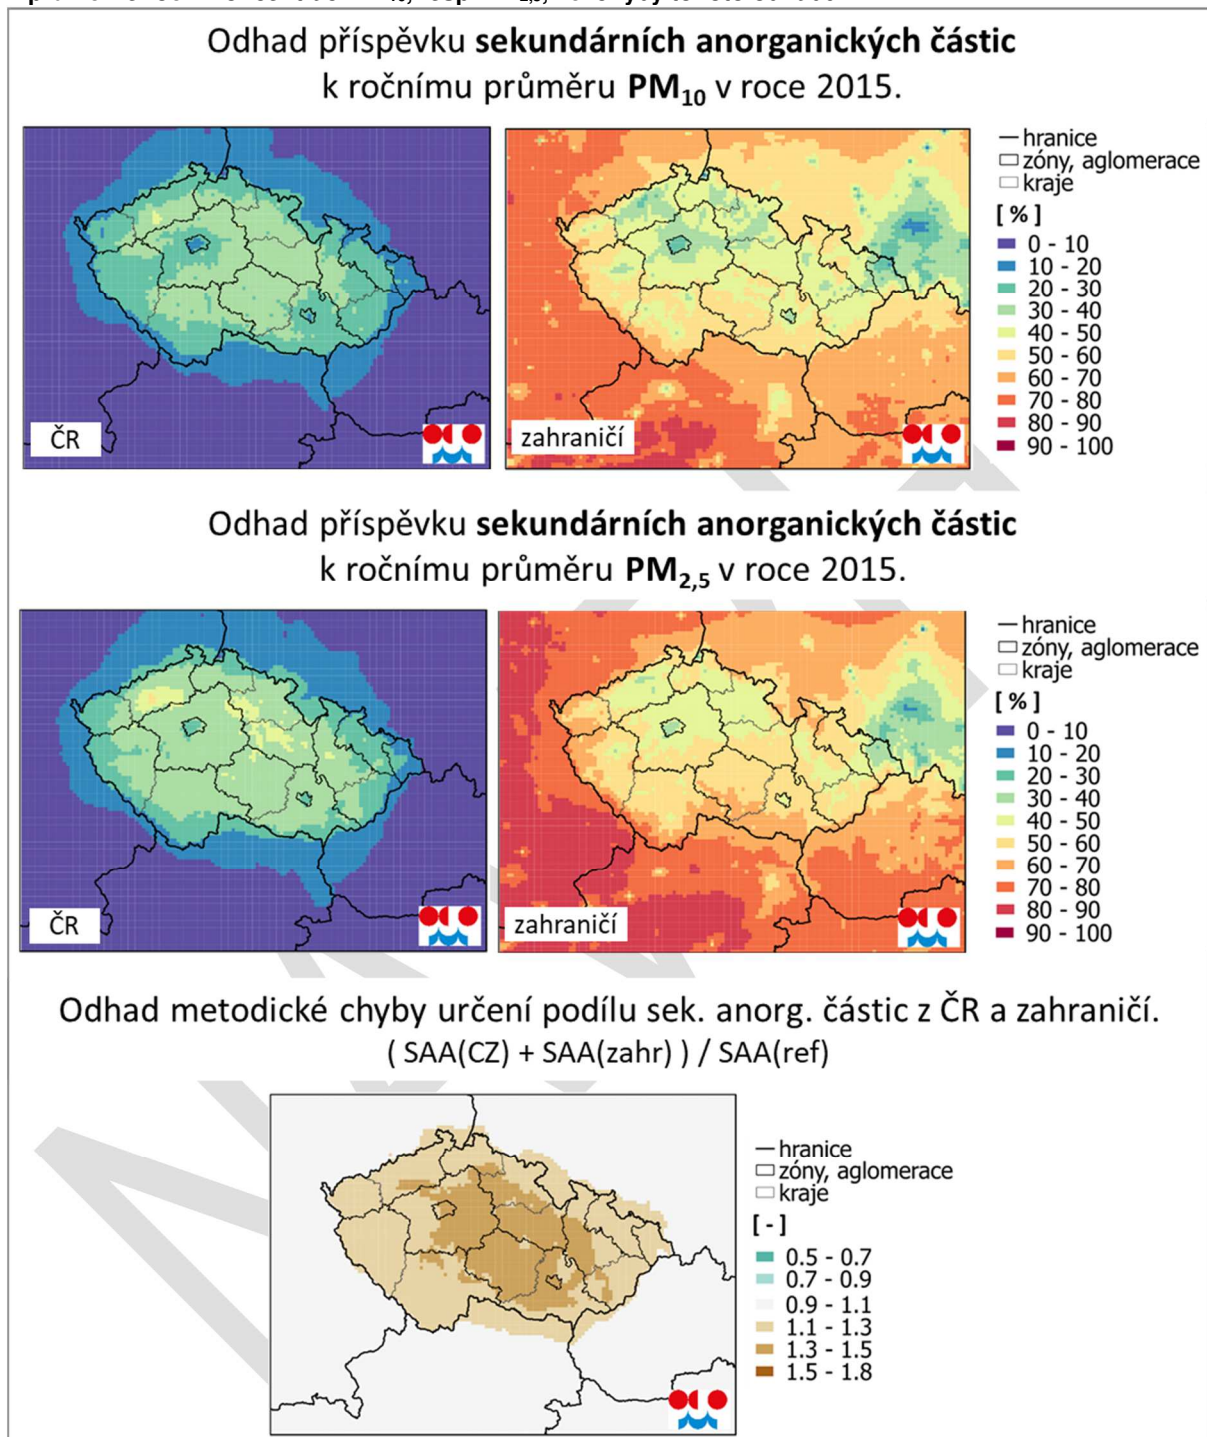 Odhad příspěvku sekundárních anorganických částic
k ročnímu průměru PM10 v roce 2015.
ČR
zahraničí
hranice
zóny, aglomerace
kraje
[ % ]
0 - 10
10 - 20
20 - 30
30 - 40
40 - 50
50 - 60
60 - 70
70 - 80
80 - 90
90 - 100
Odhad příspěvku sekundárních anorganických částic
k ročnímu průměru PM2,5 v roce 2015.
ČR
zahraničí
hranice
zóny, aglomerace
kraje
[ % ]
0 - 10
10 - 20
20 - 30
30 - 40
40 - 50
50 - 60
60 - 70
70 - 80
80 - 90
90 - 100
Odhad metodické chyby určení podílu sek. anorg. částic z ČR a zahraničí.
( SAA(CZ) + SAA(zahr) ) / SAA(ref)
hranice
zóny, aglomerace
kraje
[ - ]
0.5 - 0.7
0.7 - 0.9
0.9 - 1.1
1.1 - 1.3
1.3 - 1.5
1.5 - 1.8